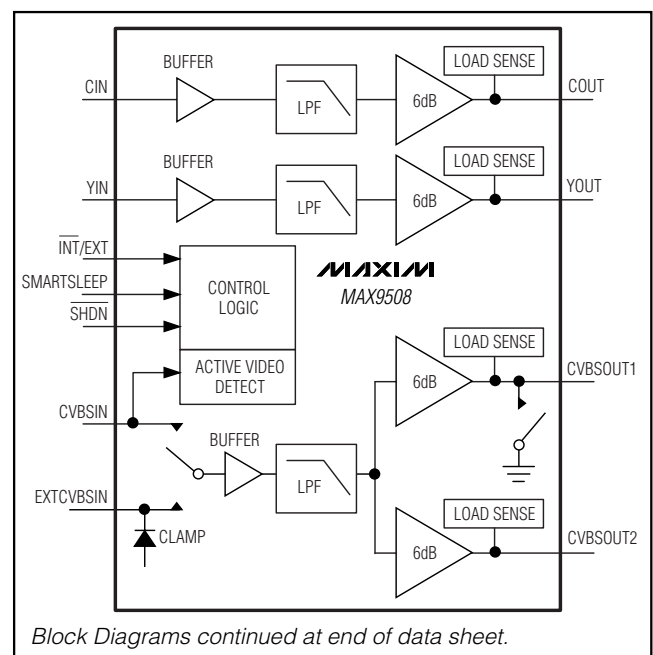 BUFFER
LOAD SENSE
CIN
LPF
6dB
COUT
BUFFER
LOAD SENSE
YIN
LPF
6dB
YOUT
INT/EXT
SMARTSLEEP
SHDN
CONTROL
LOGIC
MAXIM
MAX9508
ACTIVE VIDEO
DETECT
LOAD SENSE
6dB
CVBSOUT1
CVBSIN
BUFFER
LPF
EXTCVBSIN
CLAMP
LOAD SENSE
6dB
CVBSOUT2
Block Diagrams continued at end of data sheet.